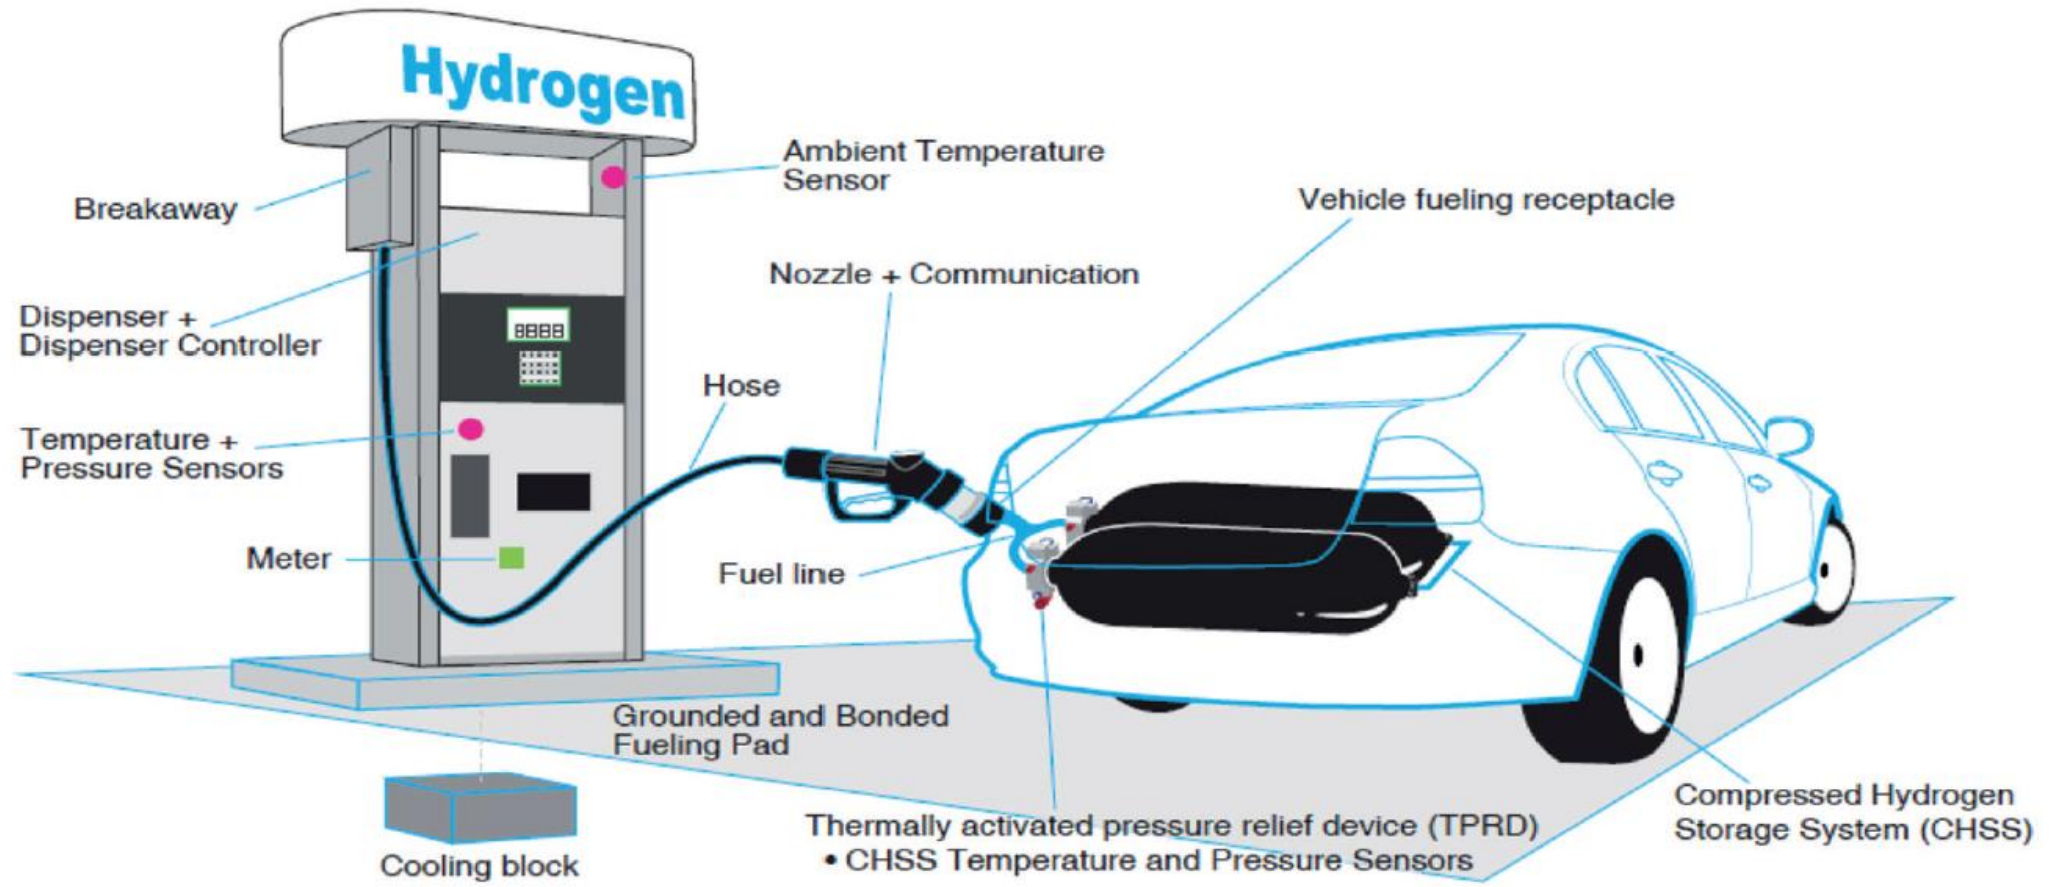 Hydrogen
Ambient Temperature
Sensor
Breakaway
Vehicle fueling receptacle
Nozzle + Communication
Dispenser +
Dispenser Controller
8888
Hose
Temperature +
Pressure Sensors
Meter
Fuel line
Grounded and Bonded
Fueling Pad
Compressed Hydrogen
Storage System (CHSS)
Thermally activated pressure relief device (TPRD)
• CHSS Temperature and Pressure Sensors
Cooling block